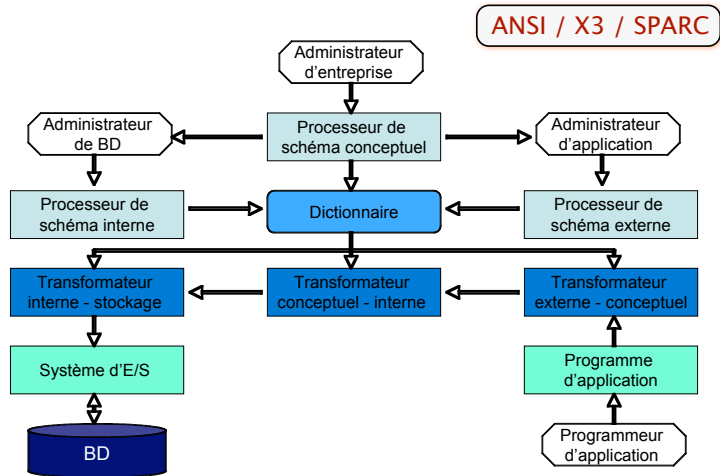 ANSI / X3 / SPARC
Administrateur
d'entreprise
Administrateur
de BD
Processeur de
schéma conceptuel
Administrateur
d'application
Processeur de
schéma interne
Dictionnaire
Processeur de
schéma externe
Transformateur
interne - stockage
Transformateur
conceptuel - interne
Transformateur
externe - conceptuel
Système d'E/S
Programme
d'application
BD
Programmeur
d'application